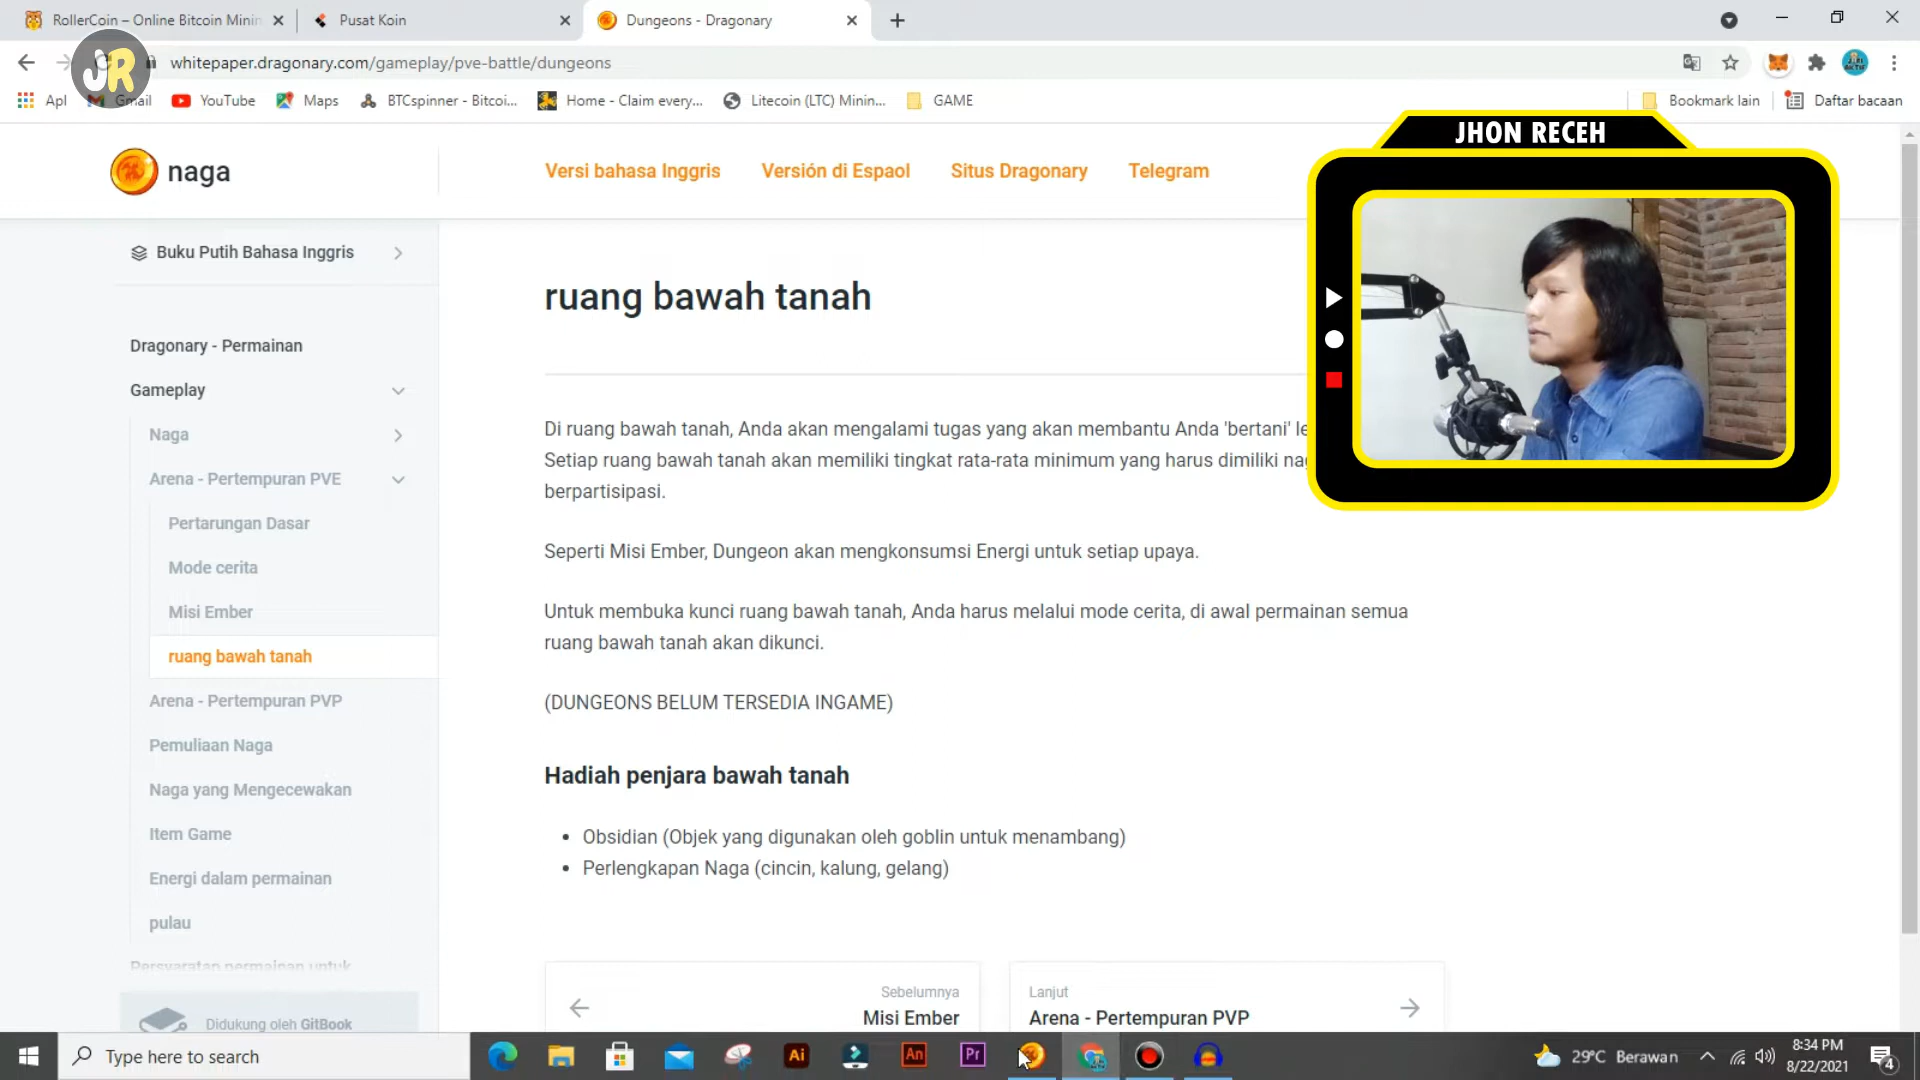 RollerCoin – Online Bitcoin Minin
Pusat Koin
Dungeons - Dragonary
whitepaper.dragonary.com/gameplay/pve-battle/dungeons
JR
Apl
Gmail
YouTube
Maps
BTCspinner - Bitcoi...
Home - Claim every...
Litecoin (LTC) Minin...
GAME
Bookmark lain
Daftar bacaan
JHON RECEH
naga
Versi bahasa Inggris
Versión di Espaol
Situs Dragonary
Telegram
Buku Putih Bahasa Inggris
Dragonary - Permainan
Gameplay
Naga
Arena - Pertempuran PVE
Pertarungan Dasar
Mode cerita
Misi Ember
ruang bawah tanah
Arena - Pertempuran PVP
Pemuliaan Naga
Naga yang Mengecewakan
Item Game
Energi dalam permainan
pulau
Persyaratan permainan untuk
Didukung oleh GitBook
ruang bawah tanah
Di ruang bawah tanah, Anda akan mengalami tugas yang akan membantu Anda 'bertani' le
Setiap ruang bawah tanah akan memiliki tingkat rata-rata minimum yang harus dimiliki nag
berpartisipasi.
Seperti Misi Ember, Dungeon akan mengkonsumsi Energi untuk setiap upaya.
Untuk membuka kunci ruang bawah tanah, Anda harus melalui mode cerita, di awal permainan semua
ruang bawah tanah akan dikunci.
(DUNGEONS BELUM TERSEDIA INGAME)
Hadiah penjara bawah tanah
Obsidian (Objek yang digunakan oleh goblin untuk menambang)
Perlengkapan Naga (cincin, kalung, gelang)
Sebelumnya
Misi Ember
Lanjut
Arena - Pertempuran PVP
Type here to search
Ai
An
Pr
29°C Berawan
8:34 PM
8/22/2021
4